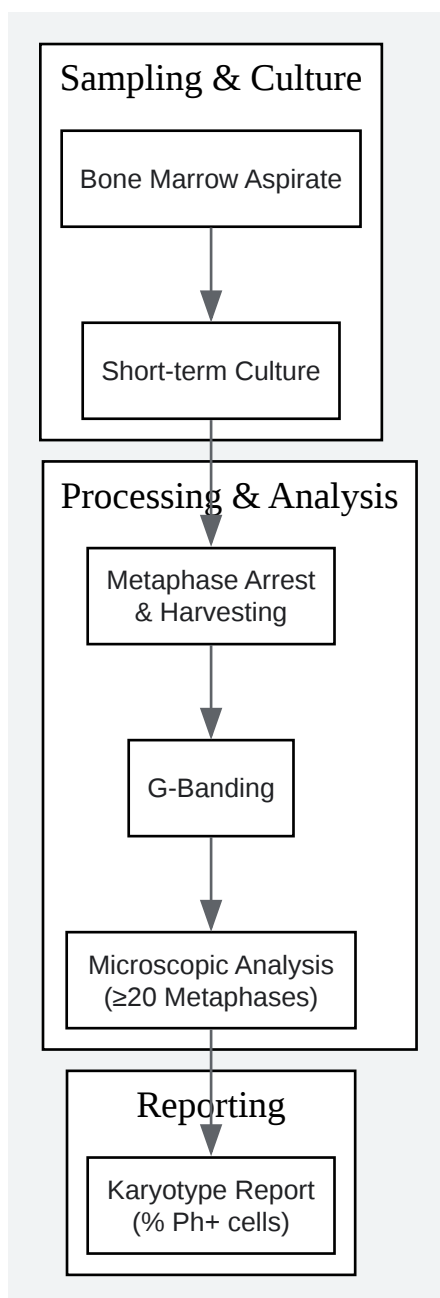 Sampling & Culture
Bone Marrow Aspirate
Short-term Culture
Processing & Analysis
Metaphase Arrest
& Harvesting
G-Banding
Microscopic Analysis
(≥20 Metaphases)
Reporting
Karyotype Report
(% Ph+ cells)